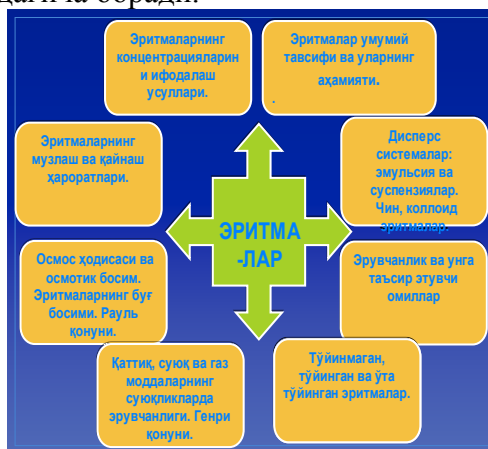 Эритмаларнинг
концентрацияларин
и ифодалаш
усуллари.
Эритмалар умумий
тавсифи ва уларнинг
аҳамияти.
.
Эритмаларнинг
музлаш ва қайнаш
ҳароратлари.
Дисперс
системалар:
эмульсия ва
суспензиялар.
Чин, коллоид
эритмалар.
ЭРИТМА
-ЛАР
Осмос ҳодисаси ва
осмотик босим.
Эритмаларнинг буғ
босими. Рауль
қонуни.
Эрувчанлик ва унга
таъсир этувчи
омиллар
Қаттиқ, суюқ ва газ
моддаларнинг
суюқликларда
эрувчанлиги. Генри
қонуни.
Тўйинмаган,
тўйинган ва ўта
тўйинган эритмалар.